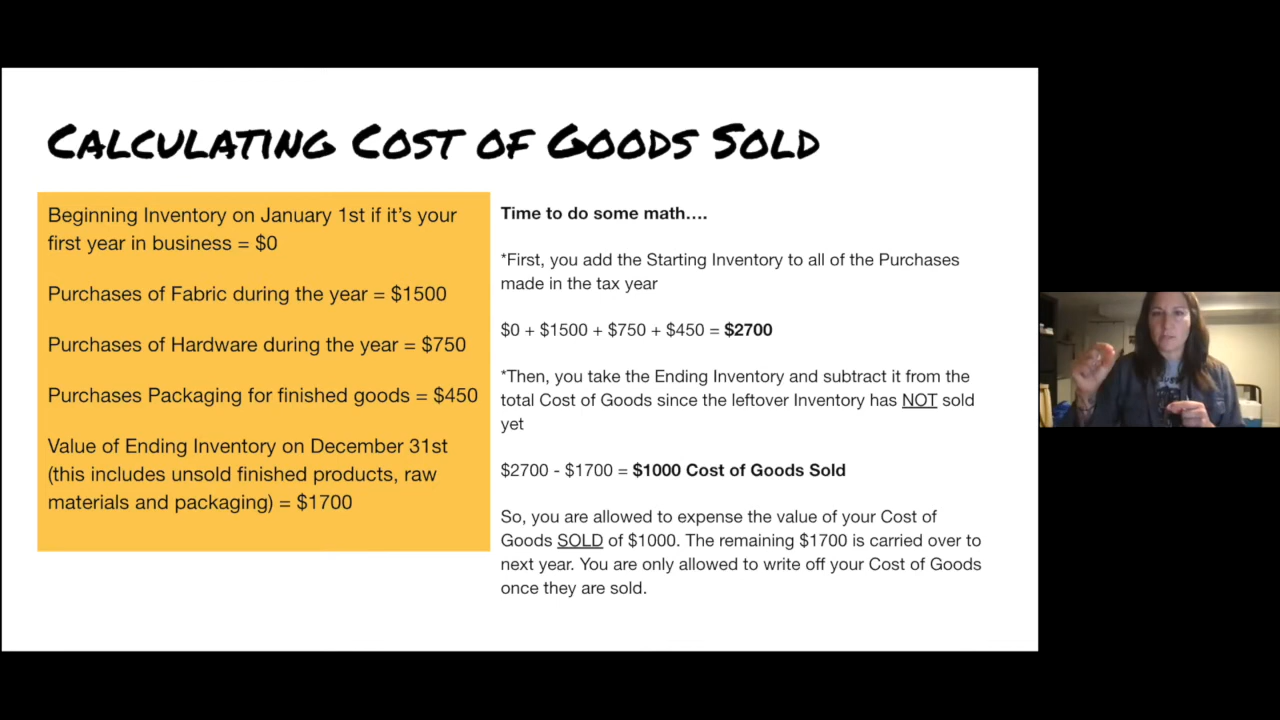 CALCULATING COST OF GOODS SOLD
Beginning Inventory on January 1st if it's your
first year in business = $0
Purchases of Fabric during the year = $1500
Purchases of Hardware during the year = $750
Purchases Packaging for finished goods = $450
Value of Ending Inventory on December 31st
(this includes unsold finished products, raw
materials and packaging) = $1700
Time to do some math....
*First, you add the Starting Inventory to all of the Purchases
made in the tax year
$0 + $1500 + $750 + $450 = $2700
*Then, you take the Ending Inventory and subtract it from the
total Cost of Goods since the leftover Inventory has NOT sold
yet
$2700 - $1700 = $1000 Cost of Goods Sold
So, you are allowed to expense the value of your Cost of
Goods SOLD of $1000. The remaining $1700 is carried over to
next year. You are only allowed to write off your Cost of Goods
once they are sold.